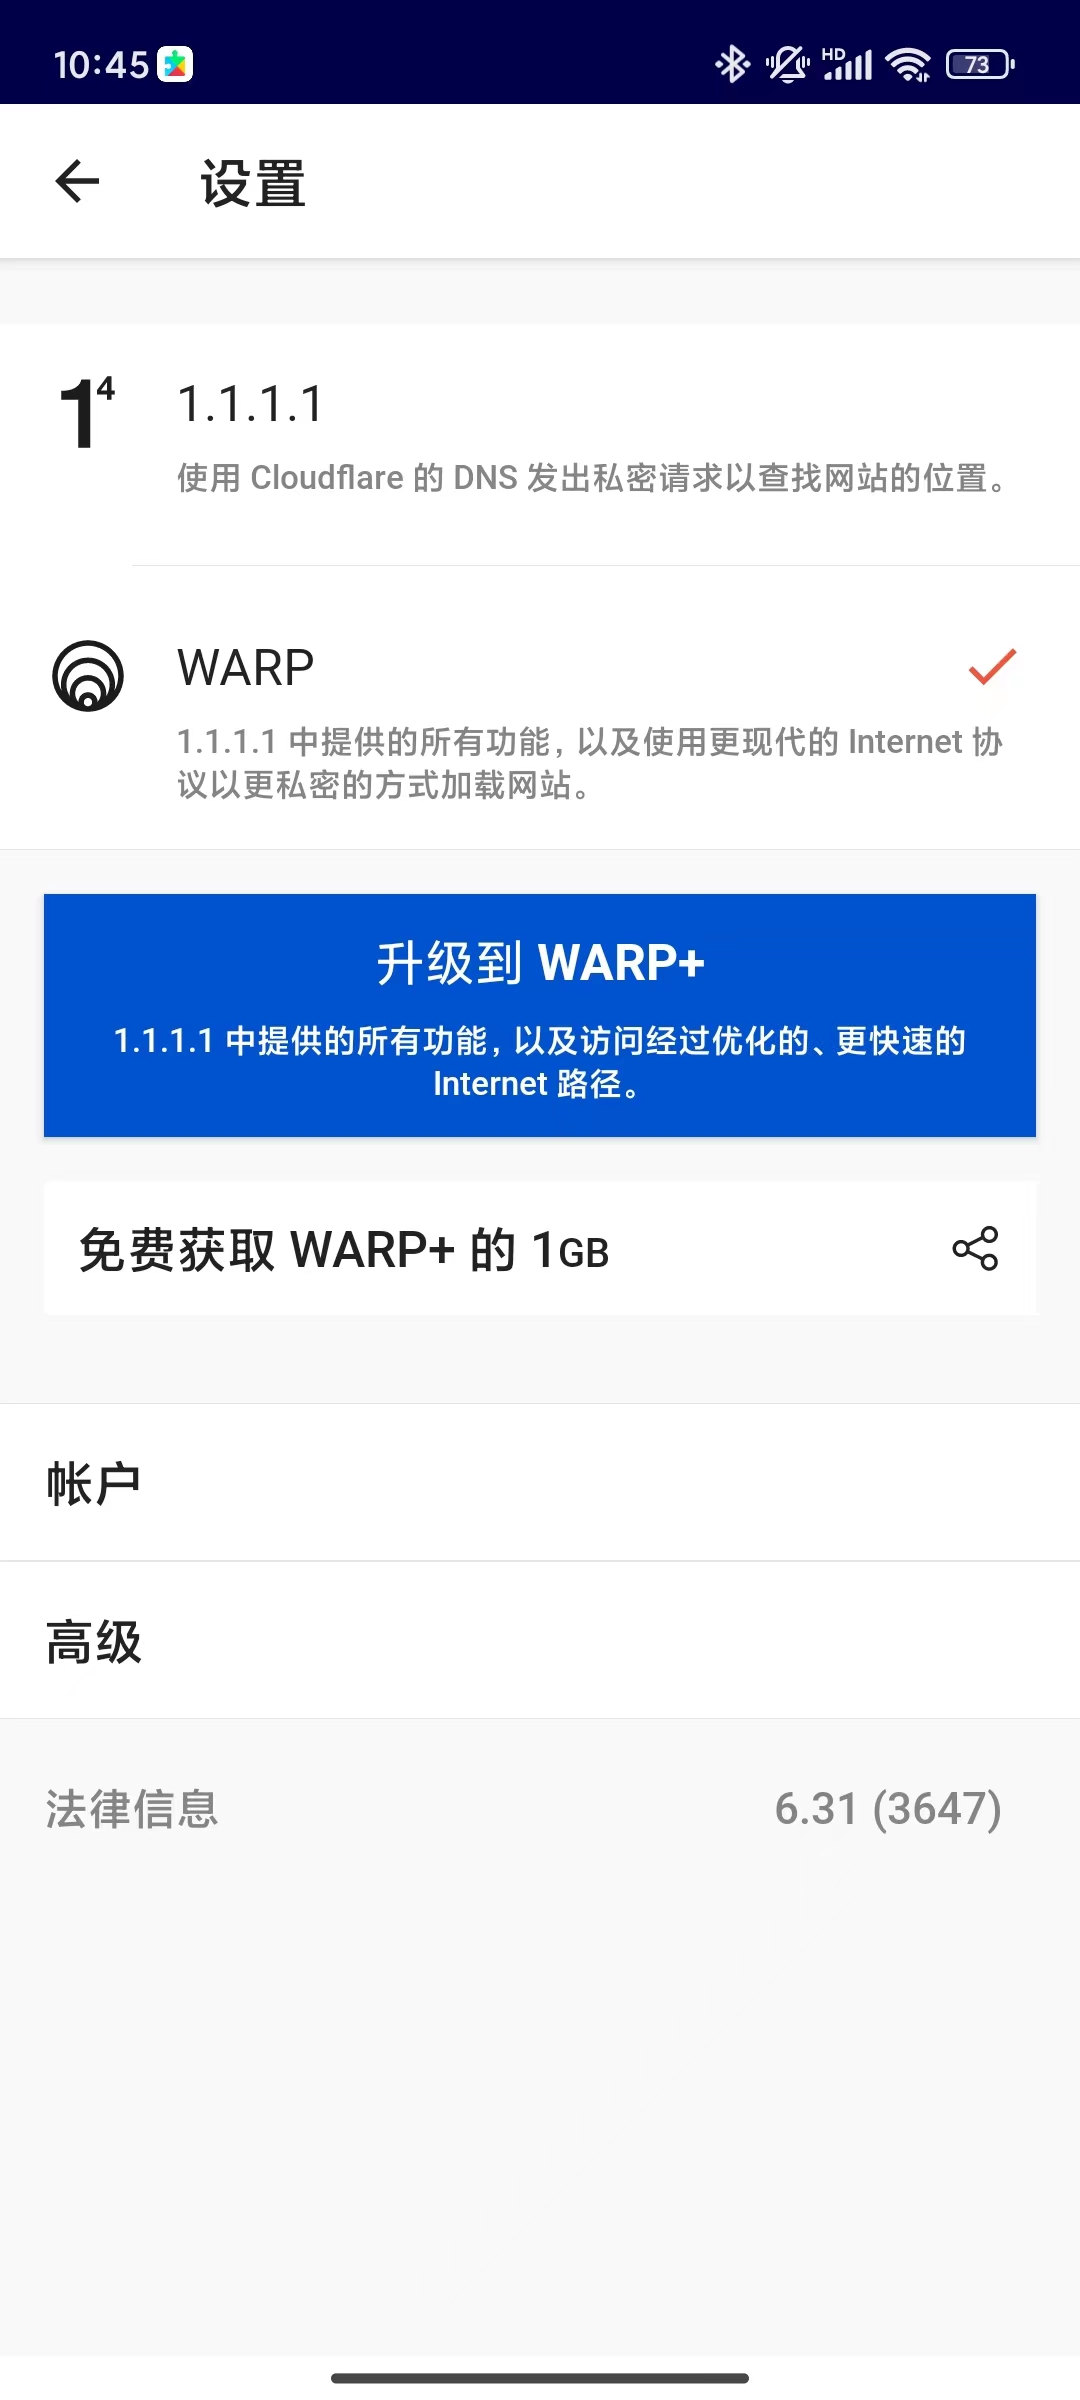 10:45
HD
73
设置
1⁴
1.1.1.1
使用 Cloudflare 的 DNS 发出私密请求以查找网站的位置。
WARP
1.1.1.1 中提供的所有功能，以及使用更现代的 Internet 协
议以更私密的方式加载网站。
升级到 WARP+
1.1.1.1 中提供的所有功能，以及访问经过优化的、更快速的
Internet 路径。
免费获取 WARP+ 的 1GB
帐户
高级
法律信息
6.31 (3647)